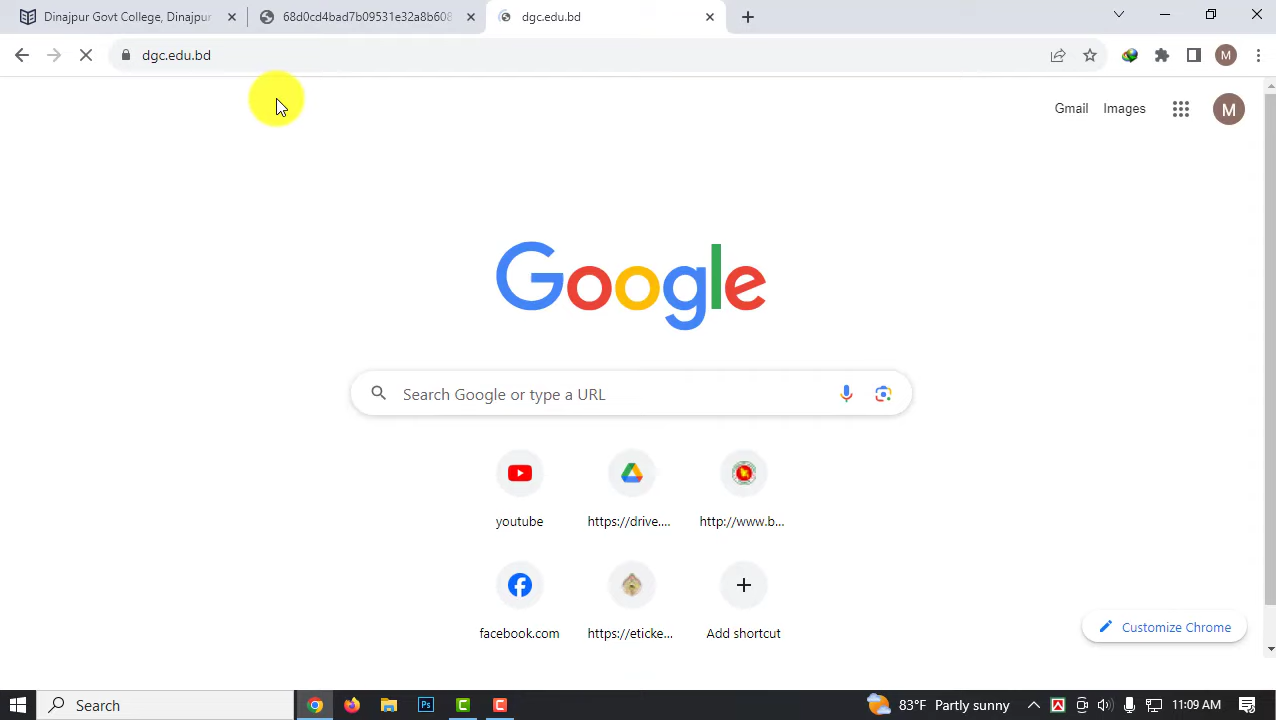 Dinajpur Govt College, Dinajpur
68d0cd4bad7b09531e32a8b608
dgc.edu.bd
dgc.edu.bd
M
Gmail
Images
M
Google
Search Google or type a URL
youtube
https://drive....
http://www.b...
facebook.com
https://eticke...
Add shortcut
Customize Chrome
Search
Ps
C
C
83°F Partly sunny
11:09 AM